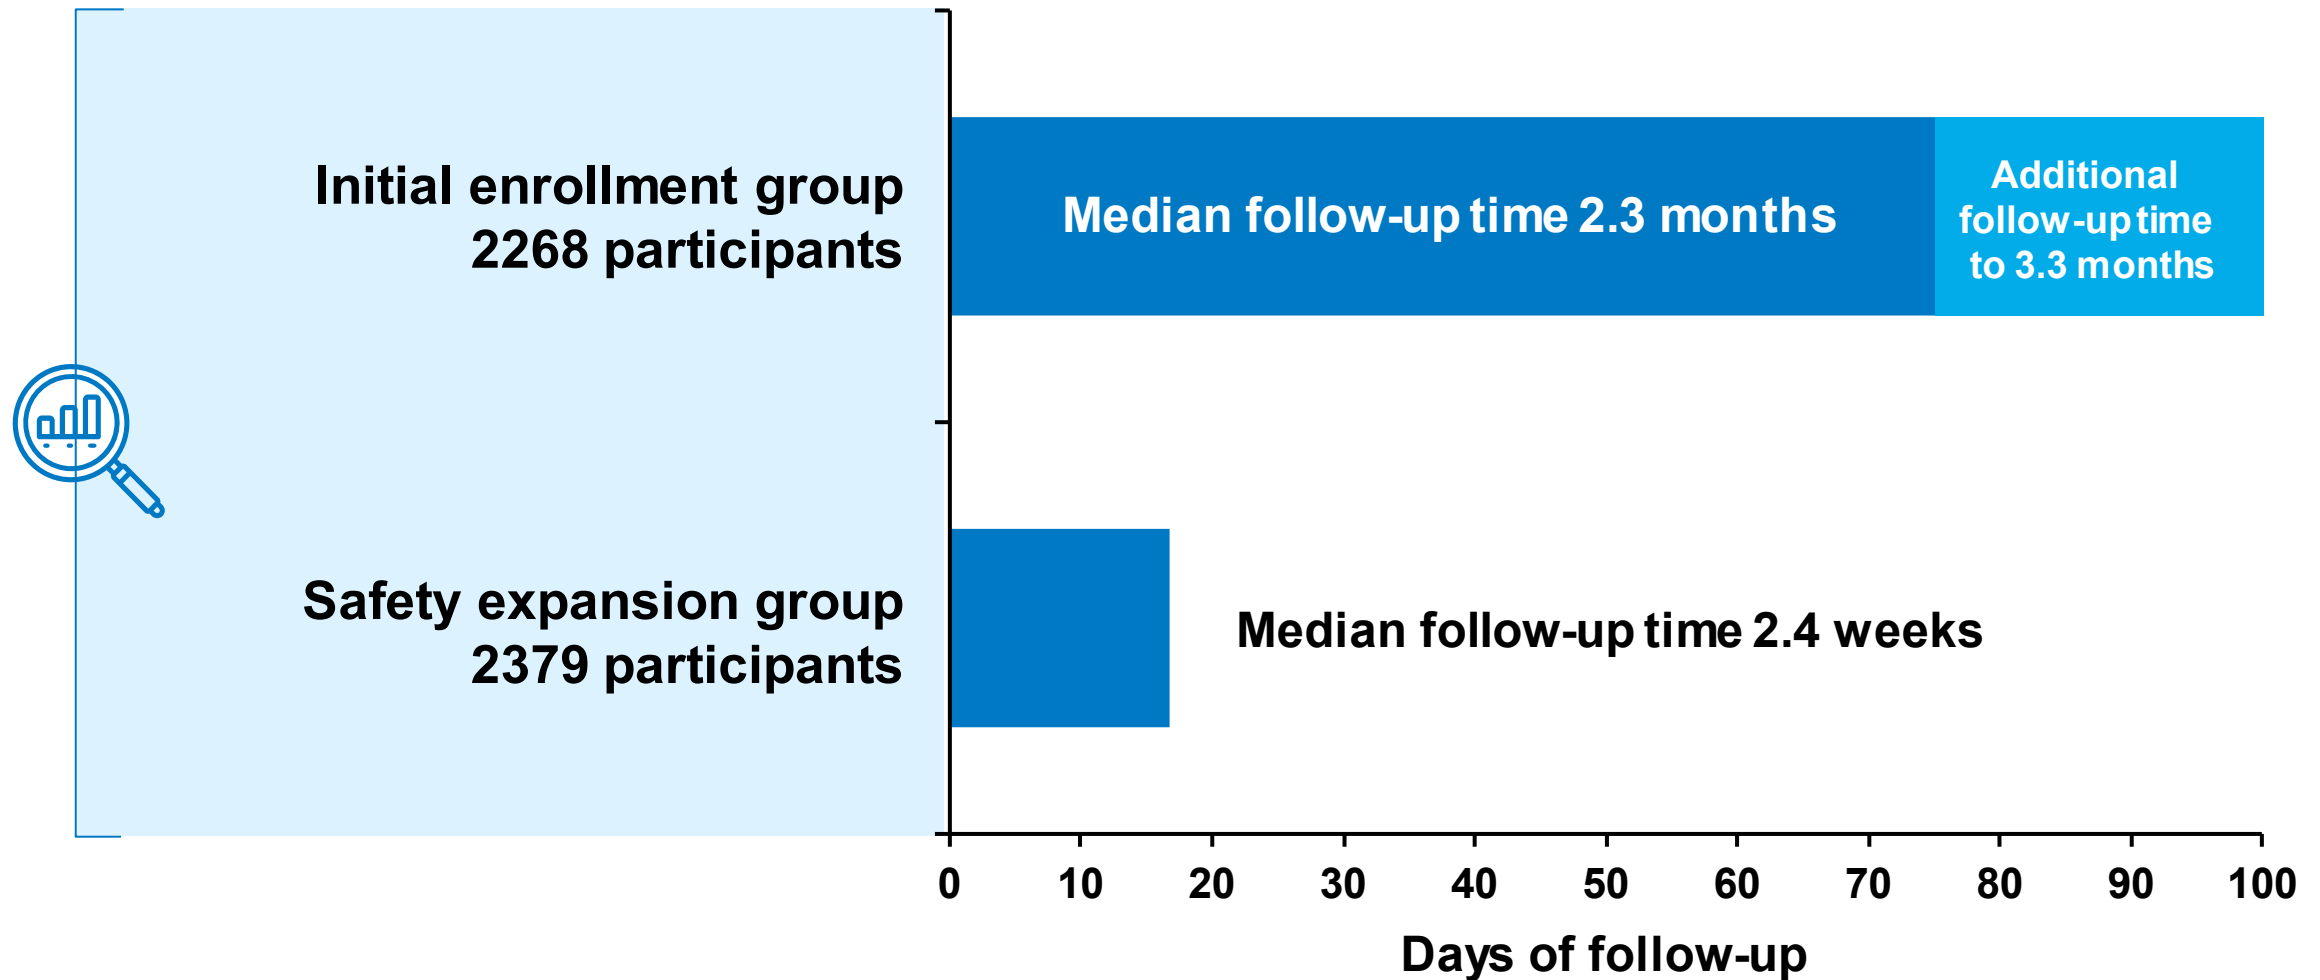 Initial enrollment group
2268 participants
Median follow-up time 2.3 months
Additional
follow-up time
to 3.3 months
Safety expansion group
2379 participants
Median follow-up time 2.4 weeks
0 10 20 30 40 50 60 70 80 90 100
Days of follow-up